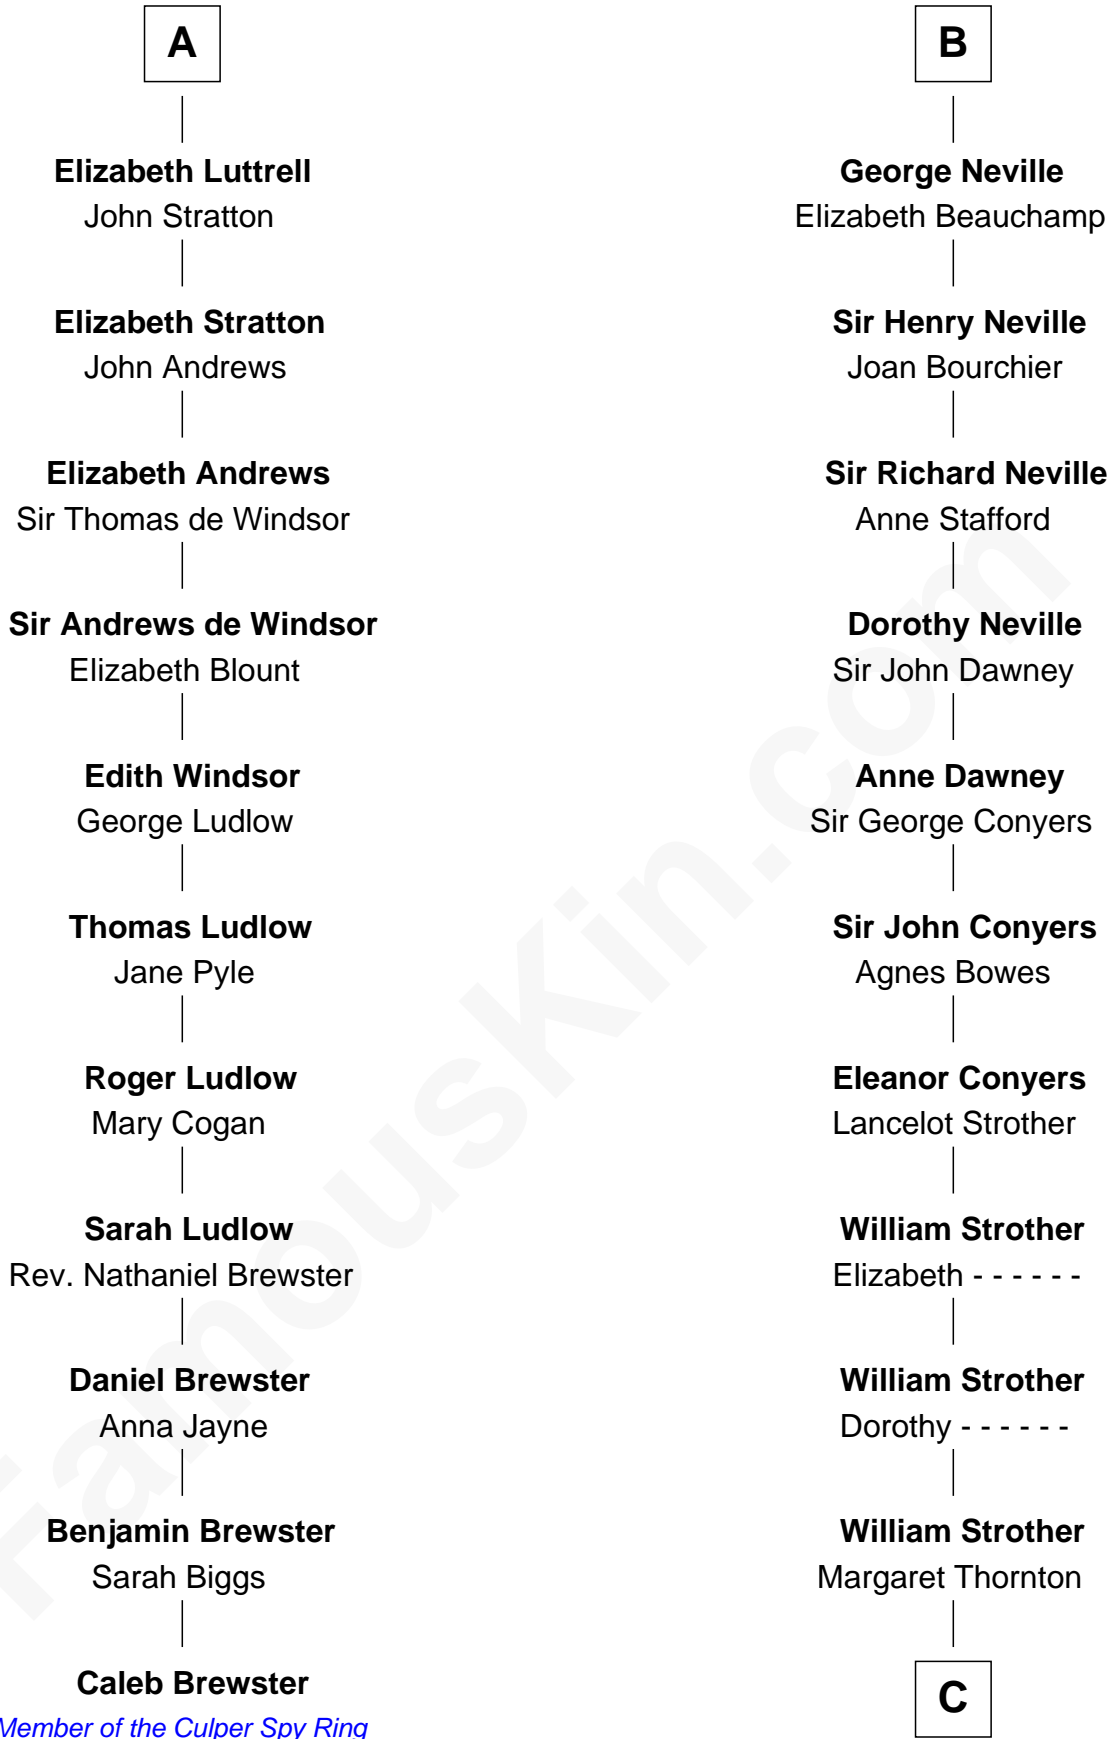 A
Elizabeth Luttrell
John Stratton
Elizabeth Stratton
John Andrews
Elizabeth Andrews
Sir Thomas de Windsor
Sir Andrews de Windsor
Elizabeth Blount
Edith Windsor
George Ludlow
Thomas Ludlow
Jane Pyle
Roger Ludlow
Mary Cogan
Sarah Ludlow
Rev. Nathaniel Brewster
Daniel Brewster
Anna Jayne
Benjamin Brewster
Sarah Biggs
Caleb Brewster
Member of the Culper Spy Ring
B
George Neville
Elizabeth Beauchamp
Sir Henry Neville
Joan Bourchier
Sir Richard Neville
Anne Stafford
Dorothy Neville
Sir John Dawney
Anne Dawney
Sir George Conyers
Sir John Conyers
Agnes Bowes
Eleanor Conyers
Lancelot Strother
William Strother
Elizabeth - - - - - -
William Strother
Dorothy - - - - - -
William Strother
Margaret Thornton
C
FamousKin.com